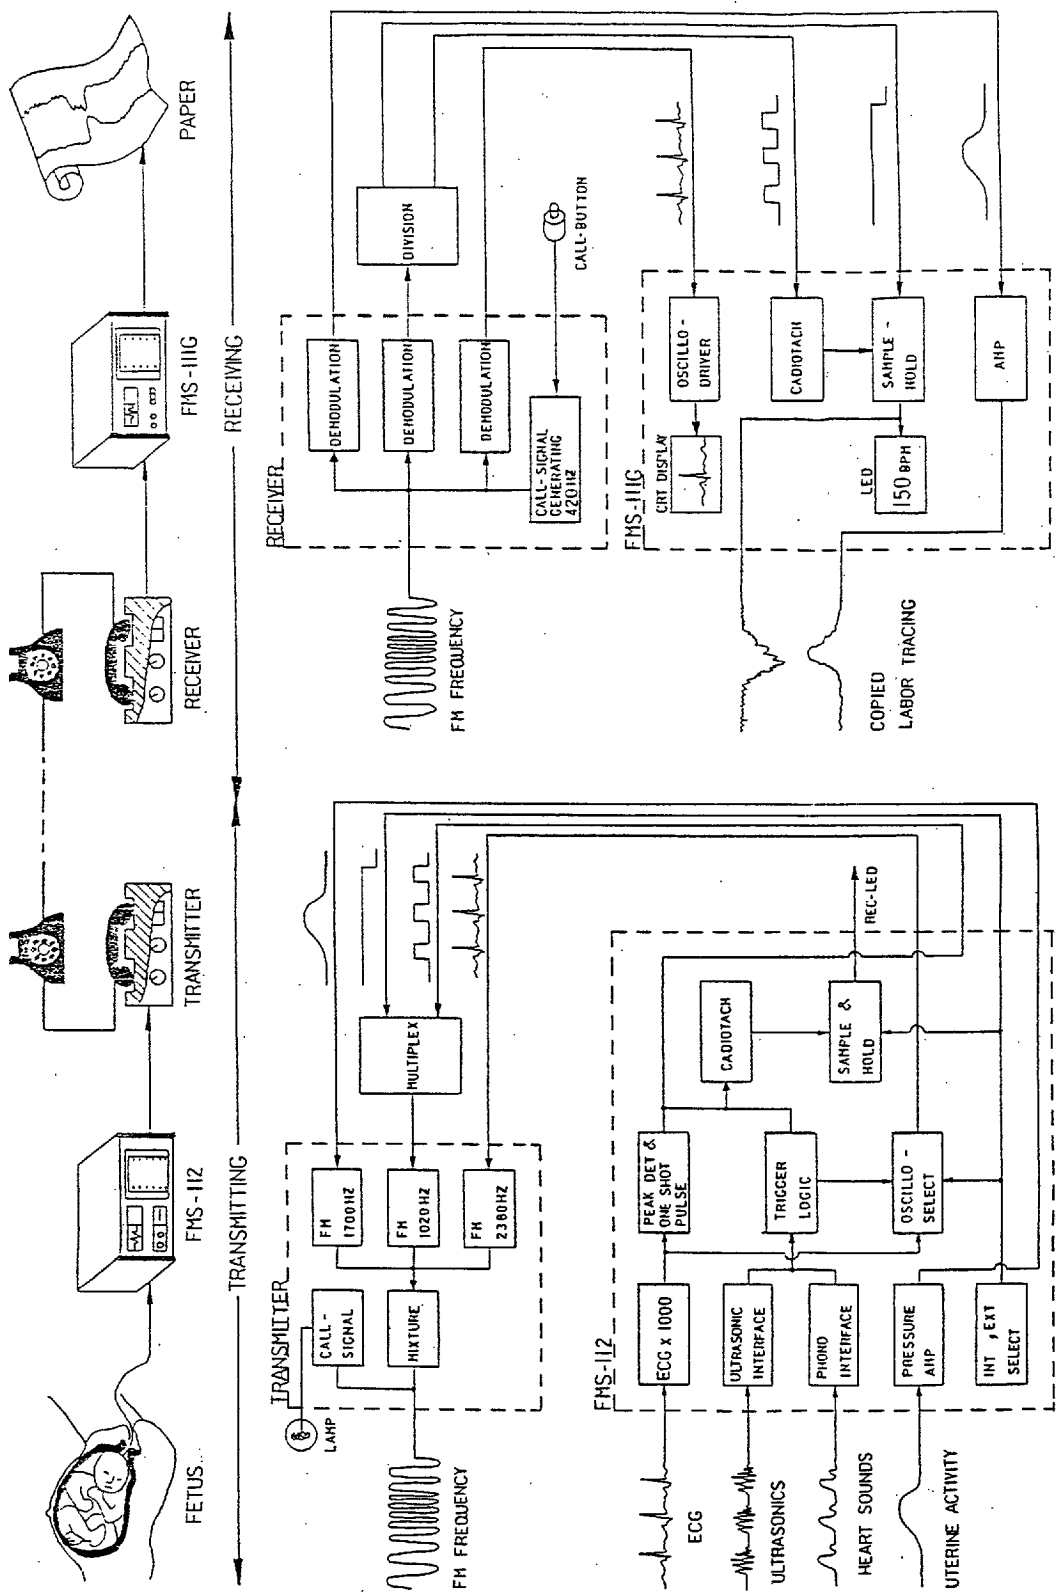 FETUS
FMS-112
TRANSMITTER
RECEIVER
FMS-111G
PAPER
TRANSMITTING
RECEIVING
TRANSMITER
LAMP
CALL-
SIGNAL
MIXTURE
FM
1700HZ
FM
1020HZ
FM
2380HZ
MULTIPLEX
FM FREQUENCY
RECEIVER
DEMODULATION
DEMODULATION
DEMODULATION
DIVISION
CALL-SIGNAL
GENERATING
420HZ
CALL-BUTTON
FM FREQUENCY
FMS-112
ECG x 1000
ULTRASONIC
INTERFACE
PHONO
INTERFACE
PRESSURE
AMP
INT, EXT
SELECT
PEAK DET &
ONE SHOT
PULSE
TRIGGER
LOGIC
OSCILLO-
SELECT
CADIOTACH
SAMPLE &
HOLD
REC-LED
ECG
ULTRASONICS
HEART SOUNDS
UTERINE ACTIVITY
FMS-111G
CRT DISPLAY
OSCILLO-
DRIVER
CADIOTACH
SAMPLE-
HOLD
LED
150 BPM
AMP
COPIED
LABOR TRACING